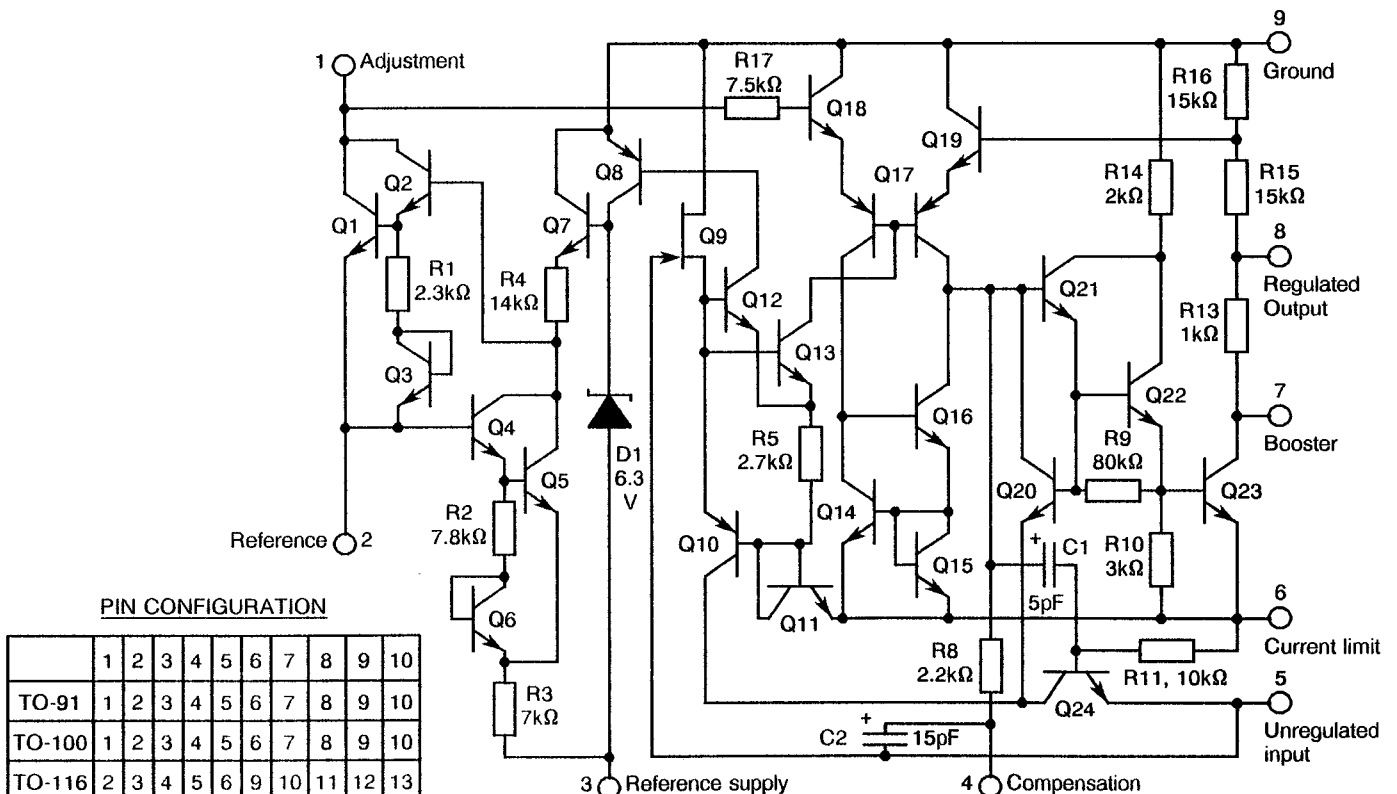 9
Ground
1 Adjustment
R17
7.5kΩ
R16
15kΩ
Q18
Q19
Q2
Q8
Q17
R14
2kΩ
R15
15kΩ
Q1
Q7
Q9
8
Regulated
Output
R1
2.3kΩ
R4
14kΩ
Q12
Q21
R13
1kΩ
Q13
Q3
Q22
7
Booster
Q4
Q16
D1
6.3
V
R5
2.7kΩ
R9
80kΩ
Q5
Q20
Q23
R2
7.8kΩ
Q14
Reference 2
Q10
+
C1
R10
3kΩ
Q15
5pF
PIN CONFIGURATION
Q6
Q11
6
Current limit
R8
2.2kΩ
R11, 10kΩ
5
Unregulated
input
R3
7kΩ
Q24
+
C2 15pF
3 Reference supply
4 Compensation
1 2 3 4 5 6 7 8 9 10
TO-91 1 2 3 4 5 6 7 8 9 10
TO-100 1 2 3 4 5 6 7 8 9 10
TO-116 2 3 4 5 6 9 10 11 12 13